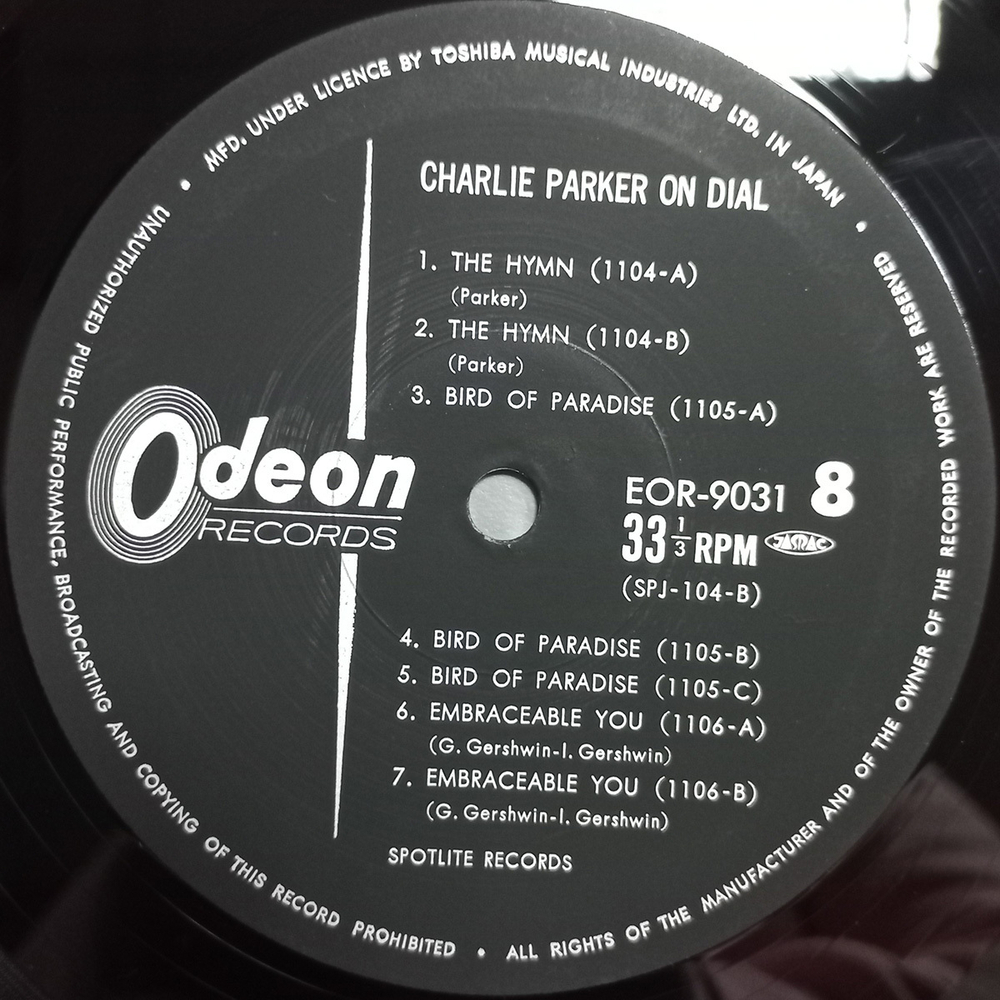 MFD. UNDER LICENCE BY TOSHIBA MUSICAL INDUSTRIES LTD. IN JAPAN
CHARLIE PARKER ON DIAL
1. THE HYMN (1104-A)
(Parker)
2. THE HYMN (1104-B)
(Parker)
3. BIRD OF PARADISE (1105-A)
Odeon
RECORDS
EOR-9031 8
33 1/3 RPM JASRAC
(SPJ-104-B)
4. BIRD OF PARADISE (1105-B)
5. BIRD OF PARADISE (1105-C)
6. EMBRACEABLE YOU (1106-A)
(G. Gershwin-I. Gershwin)
7. EMBRACEABLE YOU (1106-B)
(G. Gershwin-I. Gershwin)
SPOTLITE RECORDS
UNAUTHORIZED PUBLIC PERFORMANCE, BROADCASTING AND COPYING OF THIS RECORD PROHIBITED • ALL RIGHTS OF THE MANUFACTURER AND OF THE OWNER OF THE RECORDED WORK ARE RESERVED